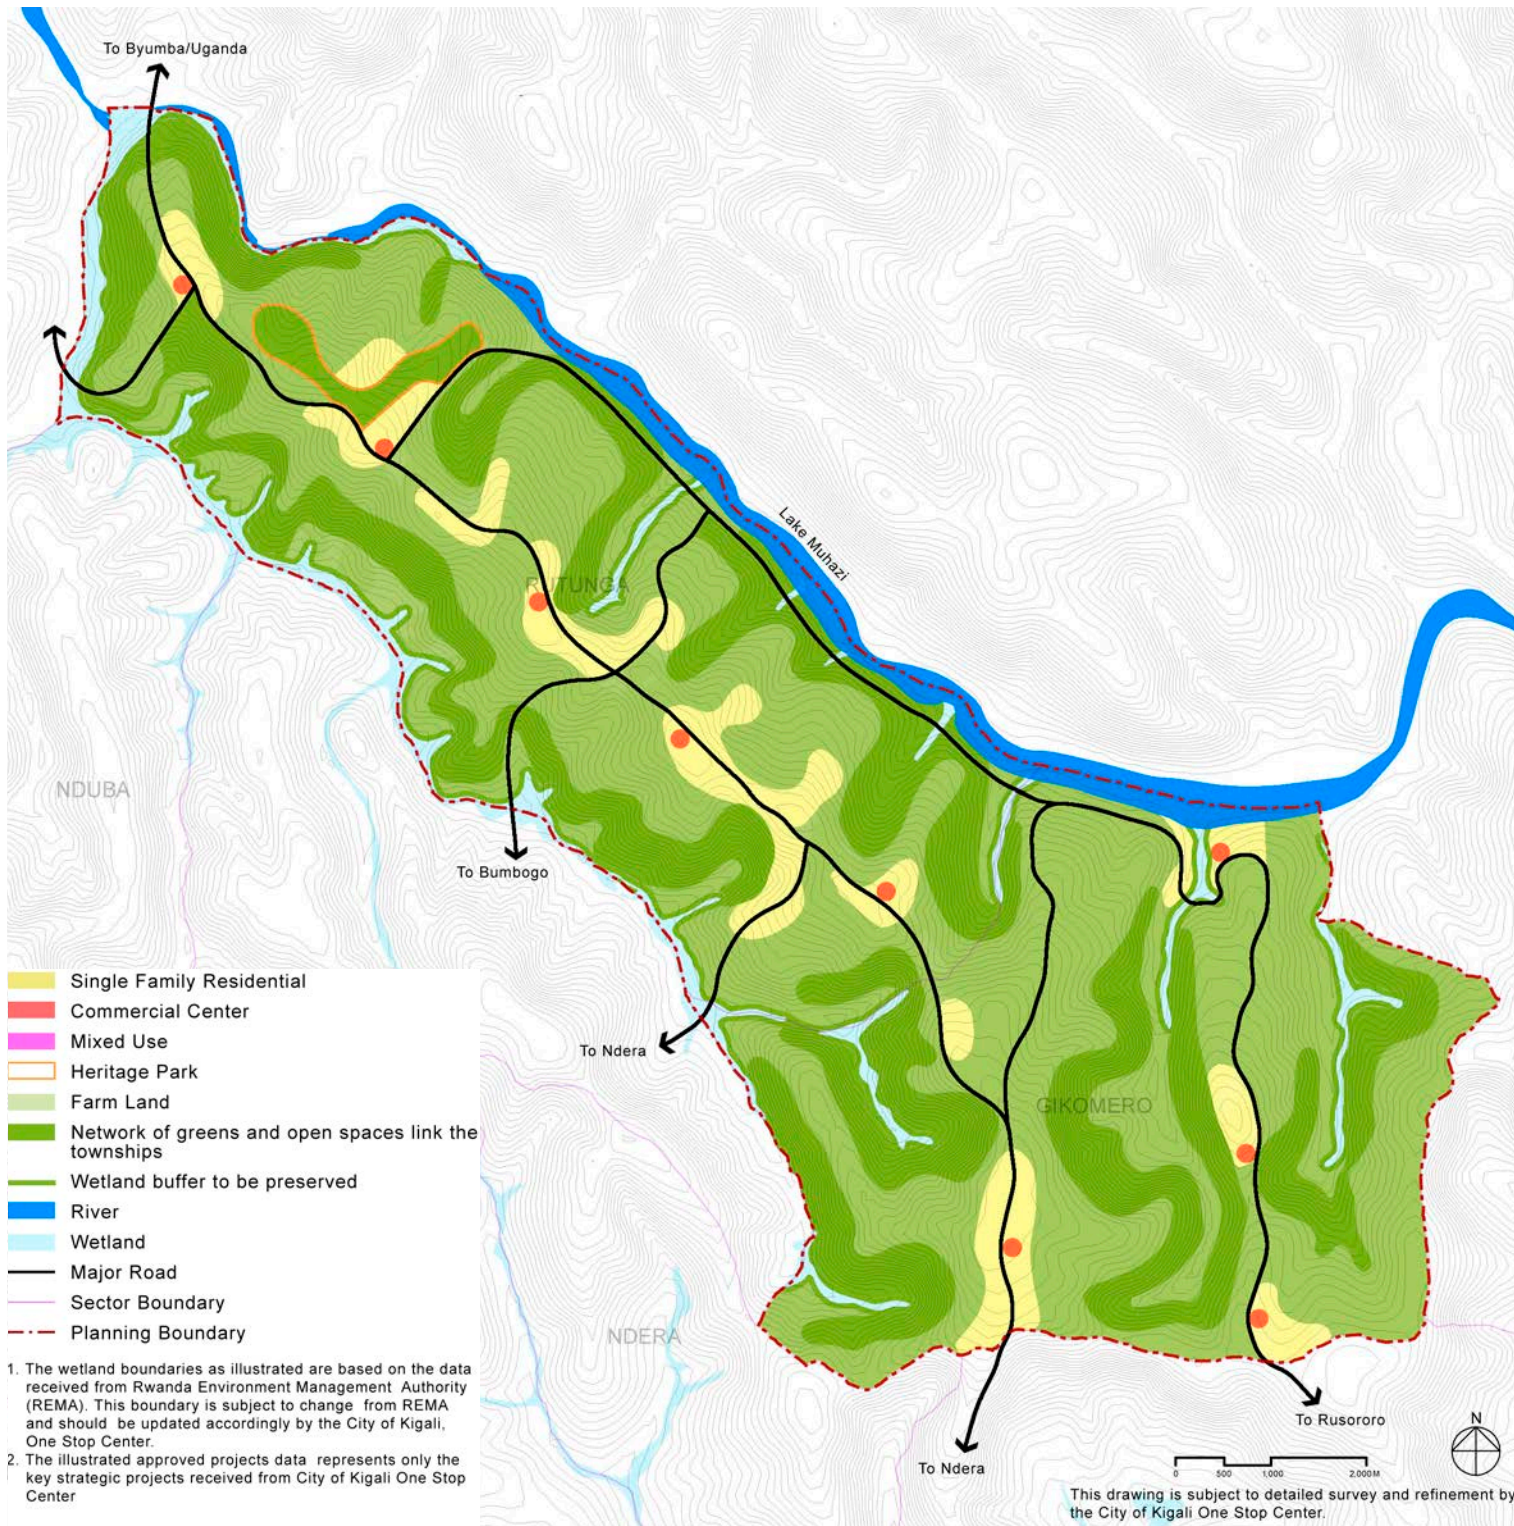 To Byumba/Uganda
Lake Muhazi
RUTUNGA
NDUBA
To Bumbogo
To Ndera
GIKOMERO
NDERA
To Rusororo
To Ndera
Single Family Residential
Commercial Center
Mixed Use
Heritage Park
Farm Land
Network of greens and open spaces link the
townships
Wetland buffer to be preserved
River
Wetland
Major Road
Sector Boundary
Planning Boundary
1. The wetland boundaries as illustrated are based on the data
received from Rwanda Environment Management Authority
(REMA). This boundary is subject to change from REMA
and should be updated accordingly by the City of Kigali,
One Stop Center.
2. The illustrated approved projects data represents only the
key strategic projects received from City of Kigali One Stop
Center
N
0 500 1,000 2,000M
This drawing is subject to detailed survey and refinement by
the City of Kigali One Stop Center.